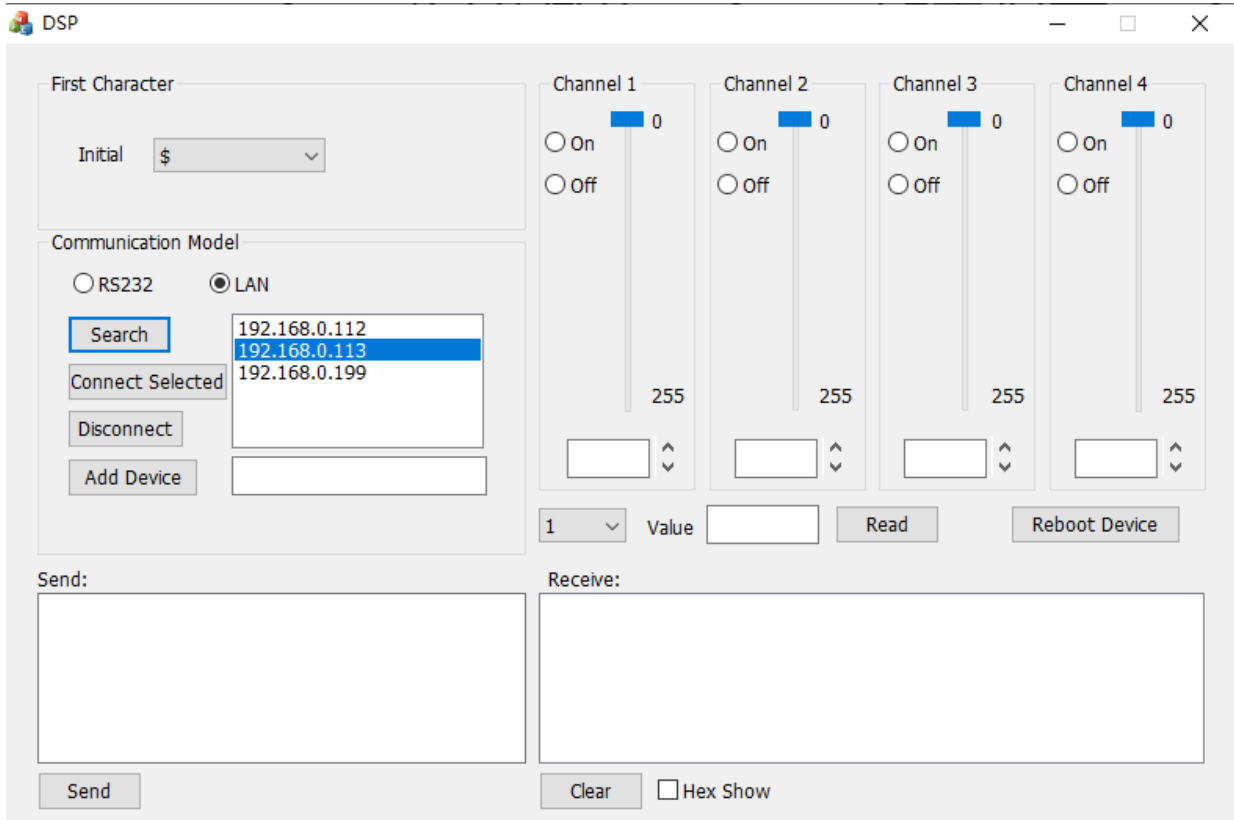 DSP
First Character
Initial $
Communication Model
RS232 LAN
Search
Connect Selected
Disconnect
Add Device
192.168.0.112
192.168.0.113
192.168.0.199
Channel 1
0
On
Off
255
Channel 2
0
On
Off
255
Channel 3
0
On
Off
255
Channel 4
0
On
Off
255
1 Value Read Reboot Device
Send:
Send
Receive:
Clear Hex Show